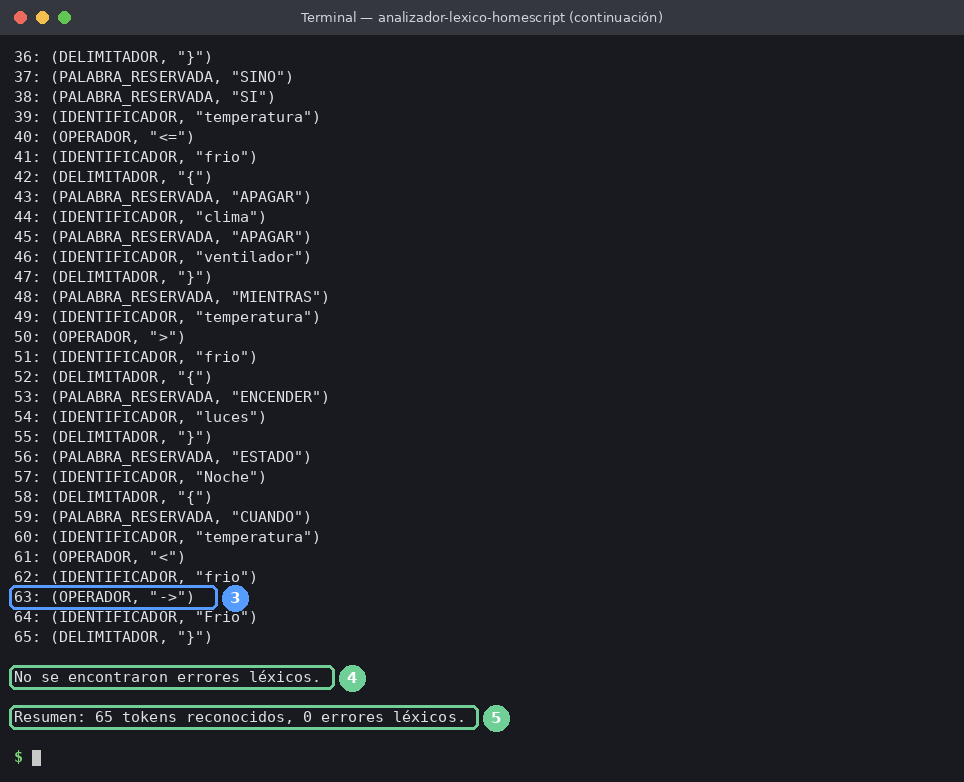 Terminal — analizador-lexico-homescript (continuación)
36: (DELIMITADOR, "}")
37: (PALABRA_RESERVADA, "SINO")
38: (PALABRA_RESERVADA, "SI")
39: (IDENTIFICADOR, "temperatura")
40: (OPERADOR, "<=")
41: (IDENTIFICADOR, "frio")
42: (DELIMITADOR, "{")
43: (PALABRA_RESERVADA, "APAGAR")
44: (IDENTIFICADOR, "clima")
45: (PALABRA_RESERVADA, "APAGAR")
46: (IDENTIFICADOR, "ventilador")
47: (DELIMITADOR, "}")
48: (PALABRA_RESERVADA, "MIENTRAS")
49: (IDENTIFICADOR, "temperatura")
50: (OPERADOR, ">")
51: (IDENTIFICADOR, "frio")
52: (DELIMITADOR, "{")
53: (PALABRA_RESERVADA, "ENCENDER")
54: (IDENTIFICADOR, "luces")
55: (DELIMITADOR, "}")
56: (PALABRA_RESERVADA, "ESTADO")
57: (IDENTIFICADOR, "Noche")
58: (DELIMITADOR, "{")
59: (PALABRA_RESERVADA, "CUANDO")
60: (IDENTIFICADOR, "temperatura")
61: (OPERADOR, "<")
62: (IDENTIFICADOR, "frio")
63: (OPERADOR, "->") 3
64: (IDENTIFICADOR, "Frio")
65: (DELIMITADOR, "}")
No se encontraron errores léxicos. 4
Resumen: 65 tokens reconocidos, 0 errores léxicos. 5
$